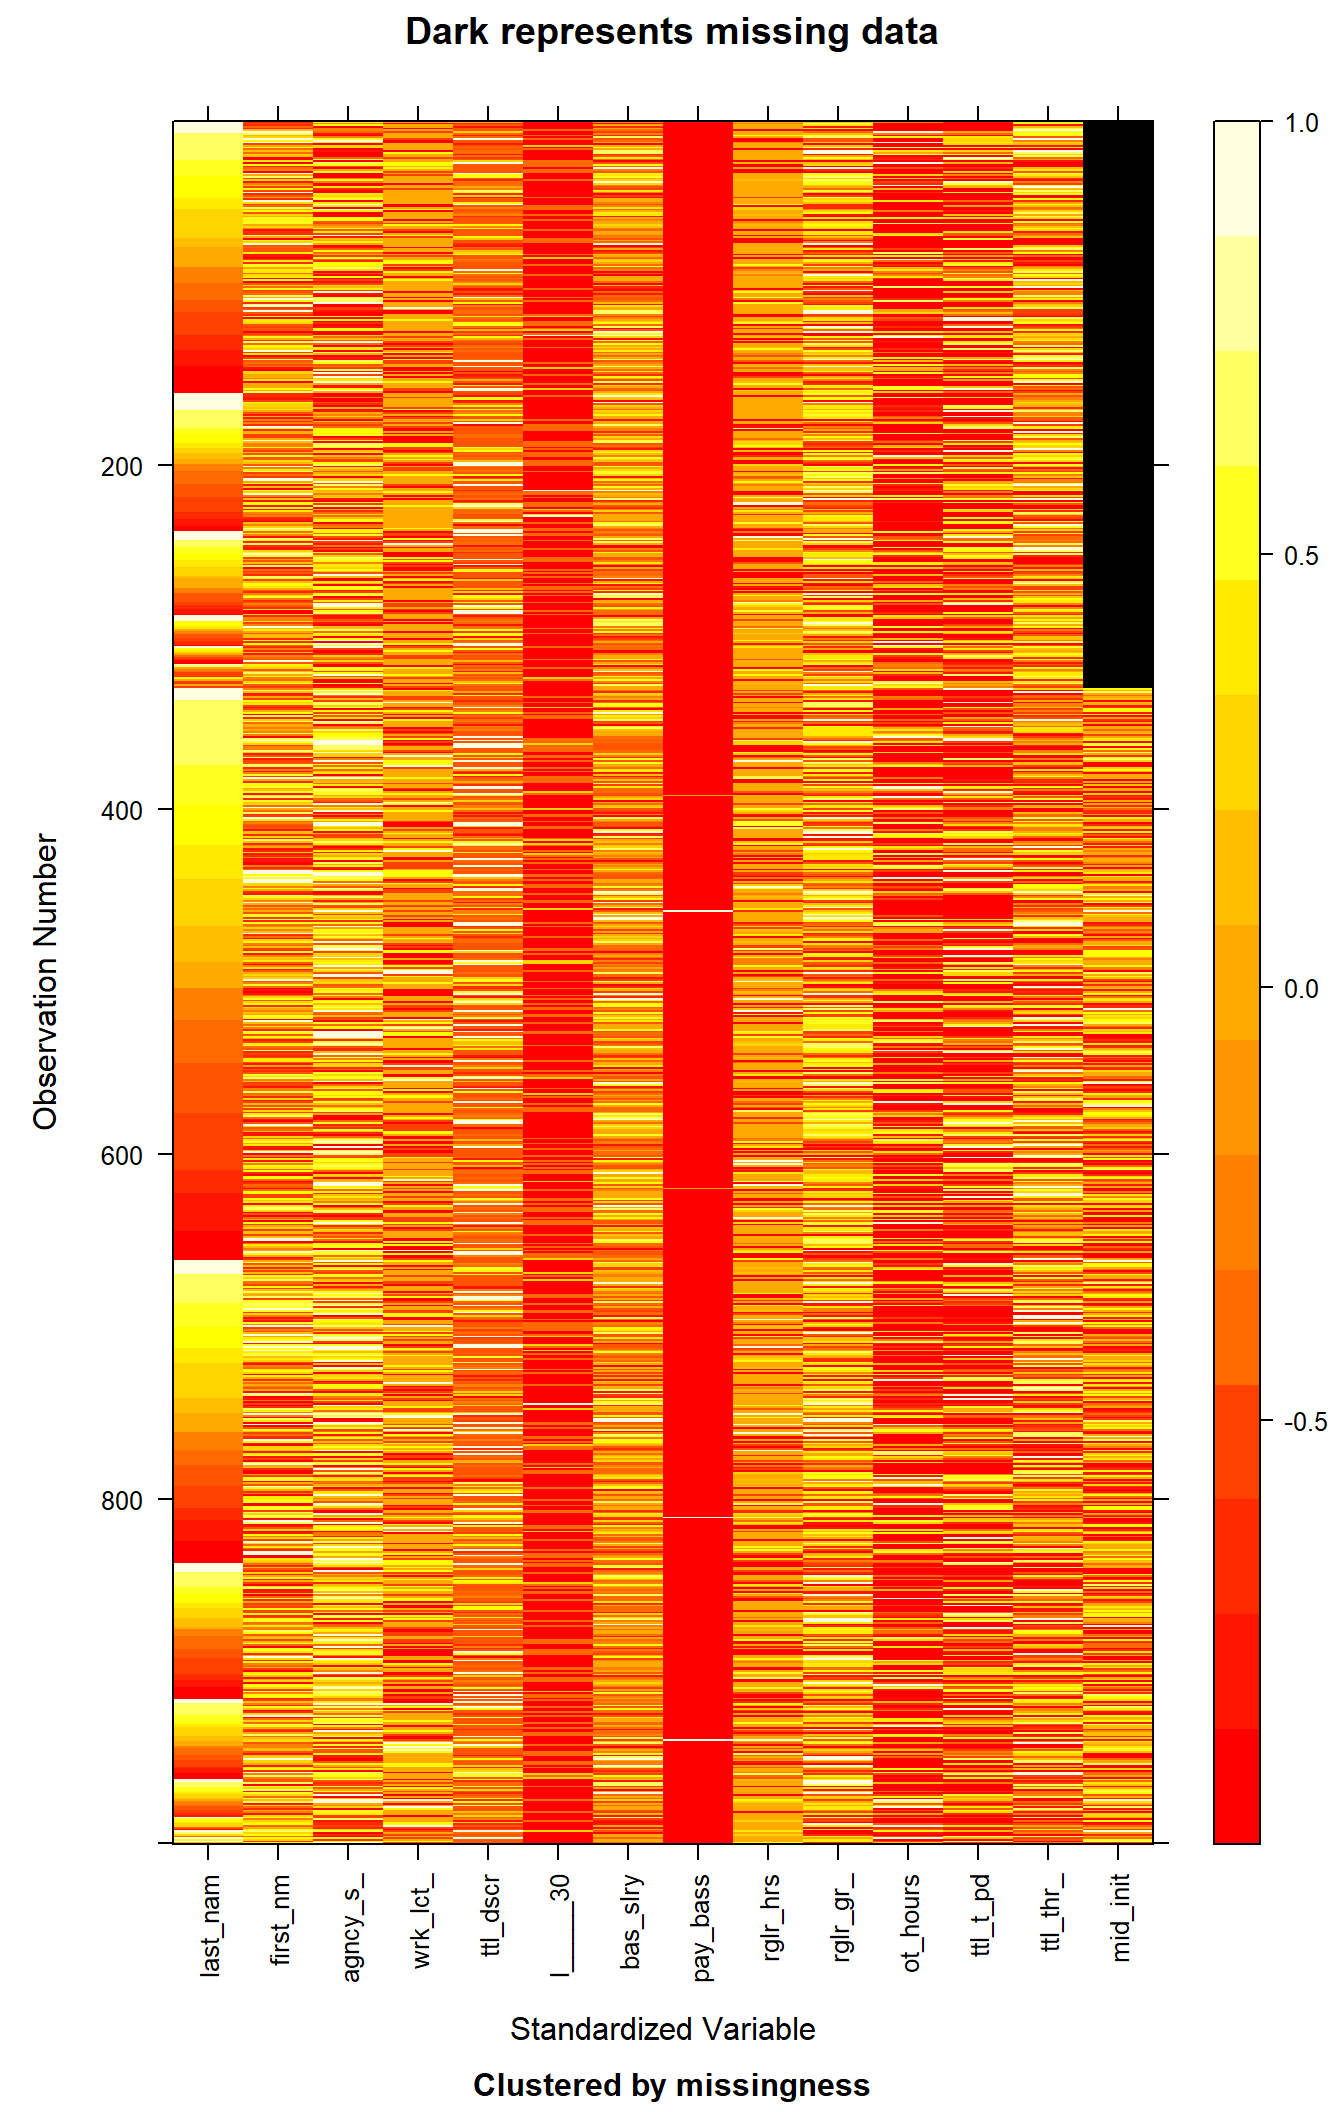 Dark represents missing data
1.0
0.5
0.0
-0.5
200
400
600
800
Observation Number
last_nam
first_nm
agncy_s_
wrk_lct_
ttl_dscr
bas_slry
pay_bass
rglr_hrs
rglr_gr_
ot_hours
ttl_t_pd
ttl_thr_
mid_init
Standardized Variable
Clustered by missingness